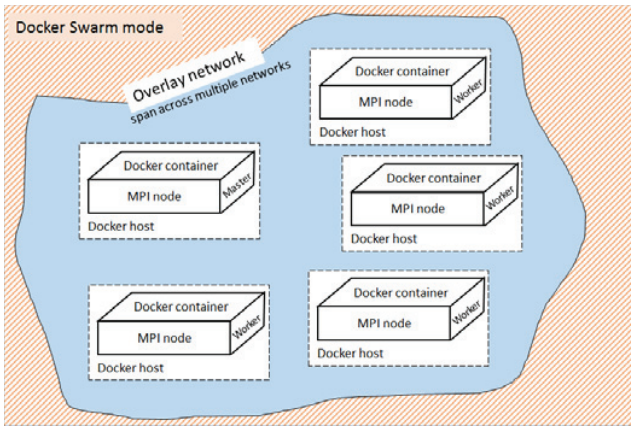 Docker Swarm mode
Overlay network
span across multiple networks
Docker container
MPI node
Worker
Docker host
Docker container
MPI node
Master
Docker host
Docker container
MPI node
Worker
Docker host
Docker container
MPI node
Worker
Docker host
Docker container
MPI node
Worker
Docker host